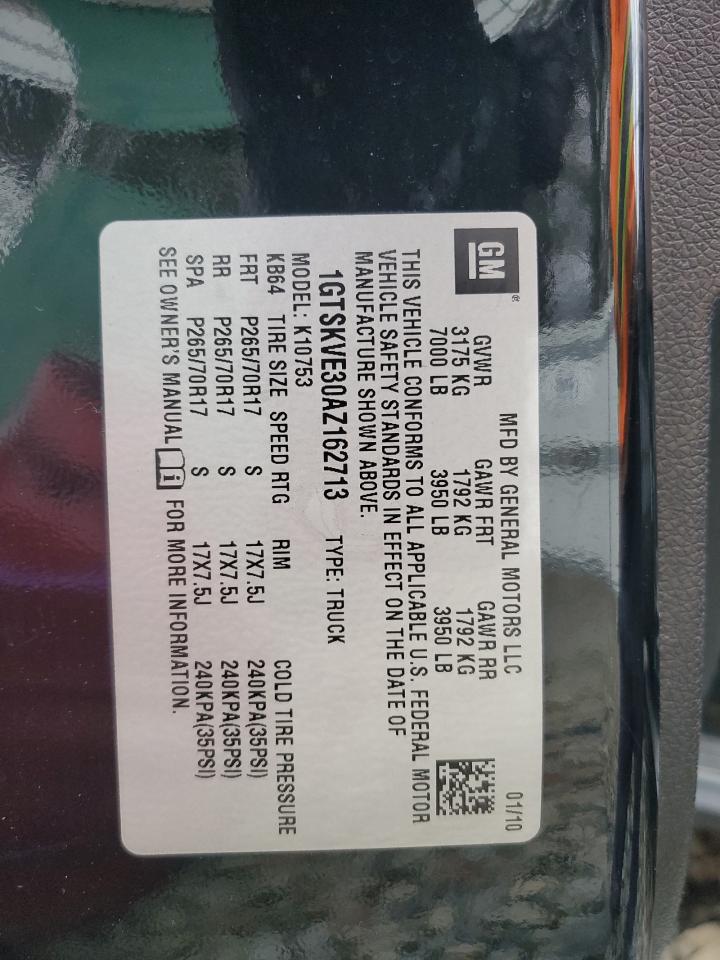 GM®
MFD BY GENERAL MOTORS LLC 01/10
GVWR GAWR FRT GAWR RR
3175 KG 1792 KG 1792 KG
7000 LB 3950 LB 3950 LB
THIS VEHICLE CONFORMS TO ALL APPLICABLE U.S. FEDERAL MOTOR
VEHICLE SAFETY STANDARDS IN EFFECT ON THE DATE OF
MANUFACTURE SHOWN ABOVE.
1GTSKVE30AZ162713 TYPE: TRUCK
MODEL: K10753
KB64 TIRE SIZE SPEED RTG RIM COLD TIRE PRESSURE
FRT P265/70R17 S 17X7.5J 240KPA(35PSI)
RR P265/70R17 S 17X7.5J 240KPA(35PSI)
SPA P265/70R17 S 17X7.5J 240KPA(35PSI)
SEE OWNER'S MANUAL i FOR MORE INFORMATION.